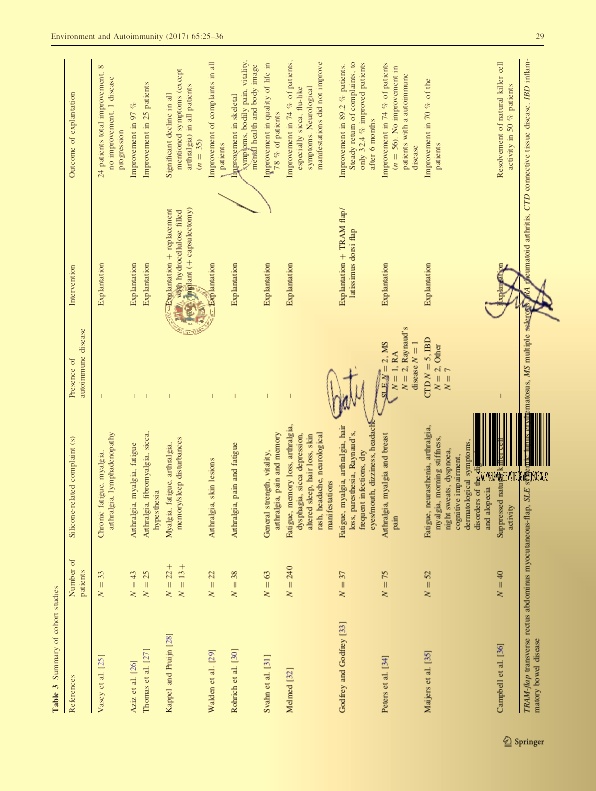 Environment and Autoimmunity (2017) 65:25–36 29
Table 3 Summary of cohort studies
References Number of Silicone-related complaint (s) Presence of Intervention Outcome of explantation
patients autoimmune disease
Vasey et al. [25] N = 33 Chronic fatigue, myalgia, – Explantation 24 patients total improvement, 8
arthralgia, lymphadenopathy no improvement, 1 disease
progression
Aziz et al. [26] N = 43 Arthralgia, myalgia, fatigue – Explantation Improvement in 97 %
Thomas et al. [27] N = 25 Arthralgia, fibromyalgia, sicca, – Explantation Improvement in 25 patients
hypesthesia
Kappel and Pruijn [28] N = 22 + Myalgia, fatigue, arthralgia, – Explantation + replacement Significant decline in all
N = 13 + memory/sleep disturbances with hydrocellulose filled mentioned symptoms (except
implant (+ capsulectomy) arthralgia) in all patients
(n = 35)
Walden et al. [29] N = 22 Arthralgia, skin lesions – Explantation Improvement of complaints in all
patients
Rohrich et al. [30] N = 38 Arthralgia, pain and fatigue – Explantation Improvement in skeletal
symptoms, bodily pain, vitality,
mental health and body image
Svahn et al. [31] N = 63 General strength, vitality, – Explantation Improvement in quality of life in
arthralgia, pain and memory 78 % of patients
Melmed [32] N = 240 Fatigue, memory loss, arthralgia, – Explantation Improvement in 74 % of patients,
dysphagia, sicca depression, especially sicca, flu-like
altered sleep, hair loss, skin symptoms Neurological
rash, headache, neurological manifestations did not improve
manifestations
Godfrey and Godfrey [33] N = 37 Fatigue, myalgia, arthralgia, hair Explantation + TRAM flap/ Improvement in 89.2 % patients.
loss, paresthesia, Raynaud's, latissimus dorsi flap Steady return of complaints, to
frequent infections, dry only 32.4 % improved patients
eyes/mouth, dizziness, headache after 6 months
Peters et al. [34] N = 75 Arthralgia, myalgia and breast SLE N = 2, MS Explantation Improvement in 74 % of patients
pain N = 1, RA (n = 56). No improvement in
N = 2, Raynaud's patients with a autoimmune
disease N = 1 disease
Maijers et al. [35] N = 52 Fatigue, neurasthenia, arthralgia, CTD N = 5, IBD Explantation Improvement in 70 % of the
myalgia, morning stiffness, N = 2, Other patients
night sweats, dyspnoea, N = 7
cognitive impairment,
dermatological symptoms,
disorders of the
and alopecia
Campbell et al. [36] N = 40 Suppressed natural killer cell – Explantation Resolvement of natural killer cell
activity activity in 50 % patients
TRAM-flap transverse rectus abdominus myocutaneous-flap, SLE systemic lupus erythematosus, MS multiple sclerosis, RA rheumatoid arthritis, CTD connective tissue disease, IBD inflam-
matory bowel disease
Springer